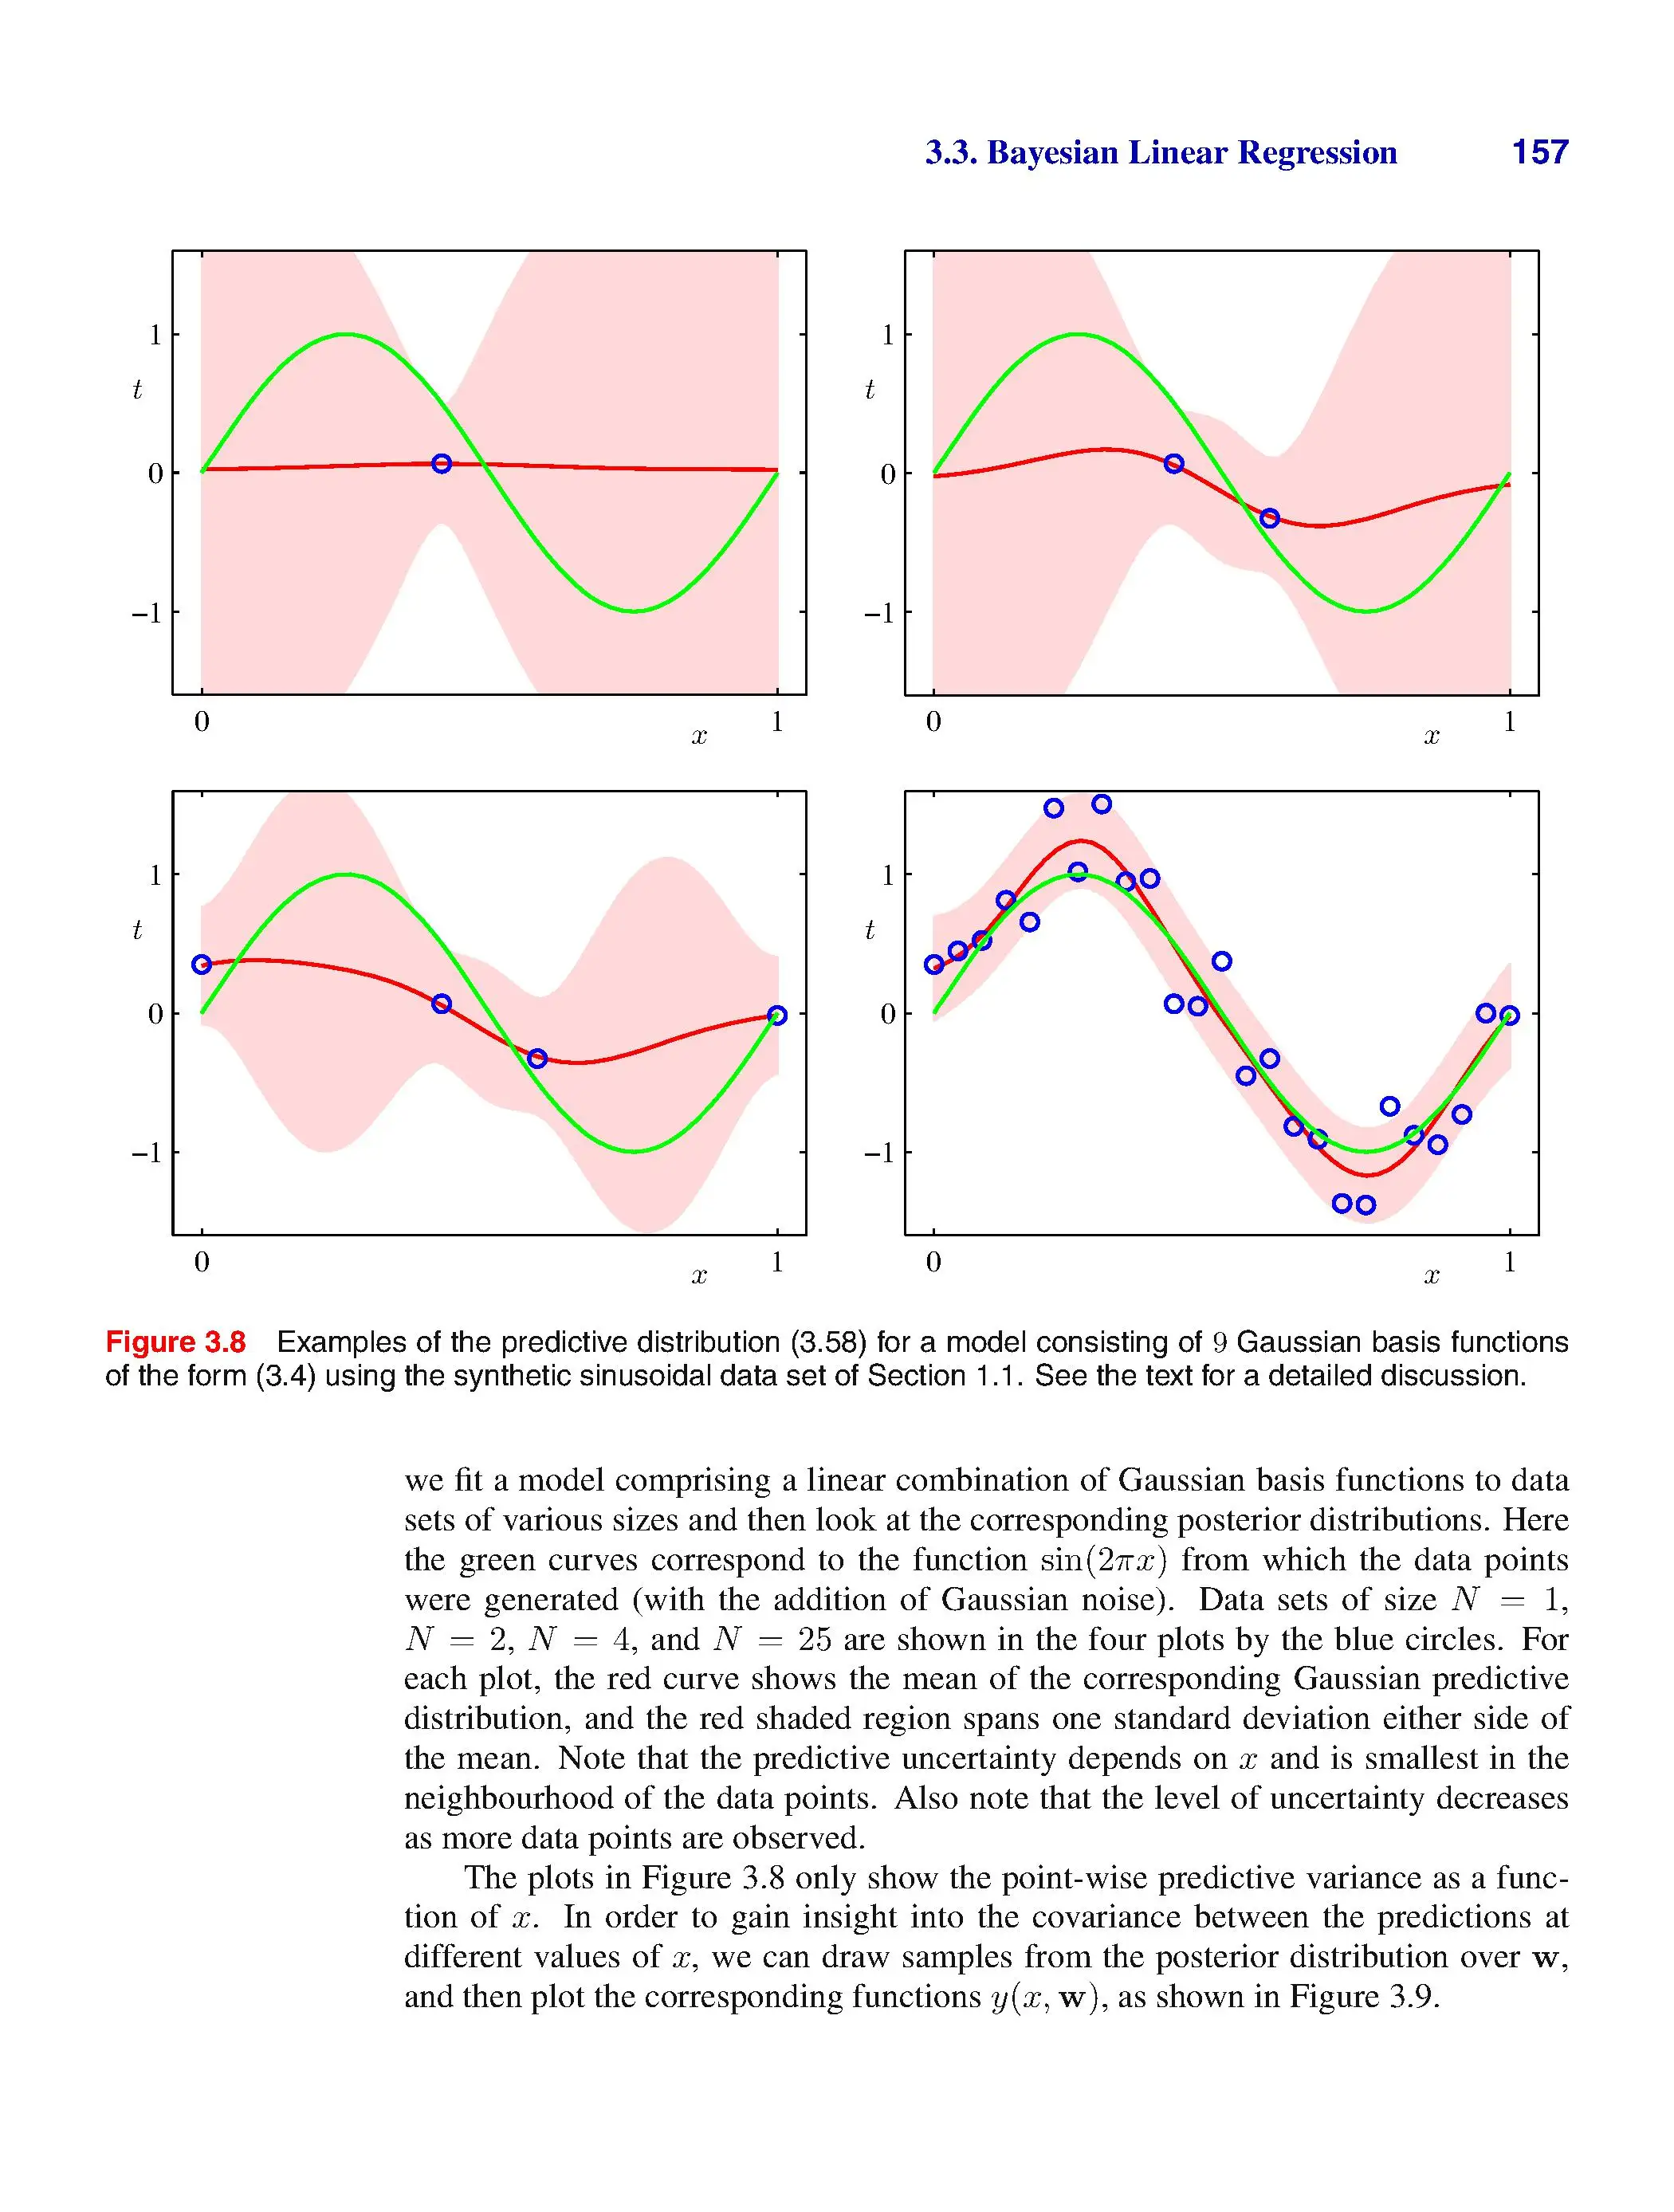 3.3. Bayesian Linear Regression 157
1
t
0
−1
0
x
1
1
t
0
−1
0
x
1
1
t
0
−1
0
x
1
1
t
0
−1
0
x
1
Figure 3.8 Examples of the predictive distribution (3.58) for a model consisting of 9 Gaussian basis functions
of the form (3.4) using the synthetic sinusoidal data set of Section 1.1. See the text for a detailed discussion.
we fit a model comprising a linear combination of Gaussian basis functions to data
sets of various sizes and then look at the corresponding posterior distributions. Here
the green curves correspond to the function sin(2πx) from which the data points
were generated (with the addition of Gaussian noise). Data sets of size N = 1,
N = 2, N = 4, and N = 25 are shown in the four plots by the blue circles. For
each plot, the red curve shows the mean of the corresponding Gaussian predictive
distribution, and the red shaded region spans one standard deviation either side of
the mean. Note that the predictive uncertainty depends on x and is smallest in the
neighbourhood of the data points. Also note that the level of uncertainty decreases
as more data points are observed.
The plots in Figure 3.8 only show the point-wise predictive variance as a func-
tion of x. In order to gain insight into the covariance between the predictions at
different values of x, we can draw samples from the posterior distribution over w,
and then plot the corresponding functions y(x, w), as shown in Figure 3.9.